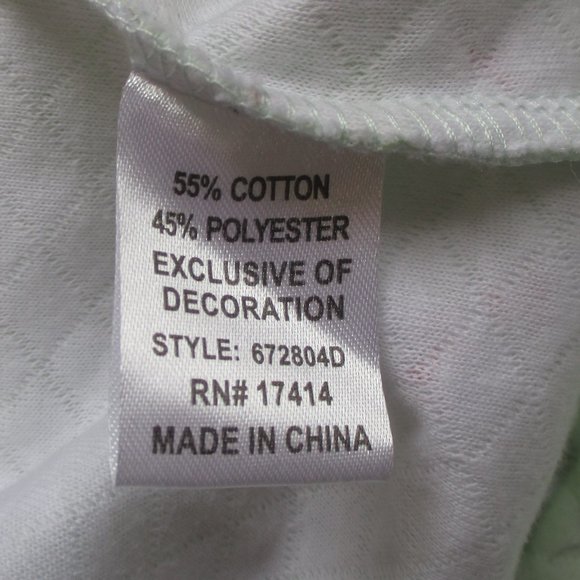 55% COTTON
45% POLYESTER
EXCLUSIVE OF
DECORATION
STYLE: 672804D
RN# 17414
MADE IN CHINA